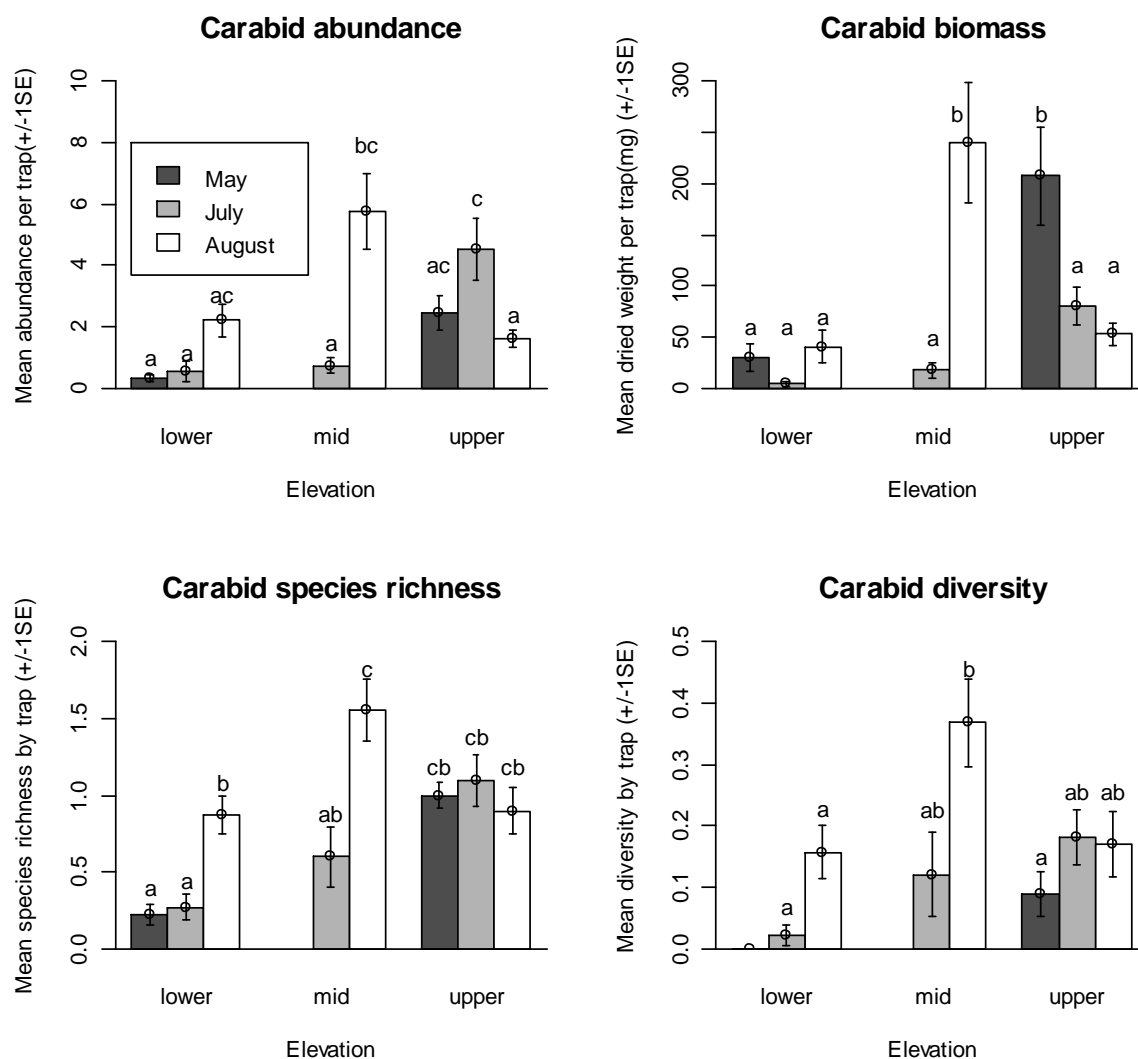 Carabid abundance
Mean abundance per trap(+/-1SE)
10
8
6
4
2
0
May
July
August
a
a
ac
a
bc
ac
c
a
lower
mid
upper
Elevation
Carabid biomass
Mean dried weight per trap(mg) (+/-1SE)
300
200
100
50
0
a
a
a
a
b
b
a
a
lower
mid
upper
Elevation
Carabid species richness
Mean species richness by trap (+/-1SE)
2.0
1.5
1.0
0.5
0.0
a
a
b
ab
c
cb
cb
cb
lower
mid
upper
Elevation
Carabid diversity
Mean diversity by trap (+/-1SE)
0.5
0.4
0.3
0.2
0.1
0.0
a
a
ab
b
a
ab
ab
lower
mid
upper
Elevation